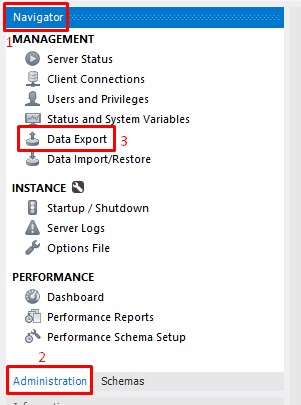 Navigator
1
MANAGEMENT
Server Status
Client Connections
Users and Privileges
Status and System Variables
Data Export 3
Data Import/Restore
INSTANCE
Startup / Shutdown
Server Logs
Options File
PERFORMANCE
Dashboard
Performance Reports
Performance Schema Setup
2
Administration Schemas